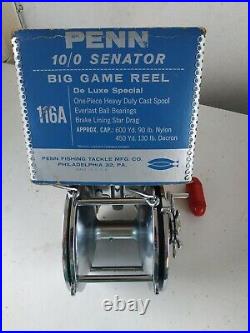 PENN
10/0 SENATOR
BIG GAME REEL
116A
De Luxe Special
One-Piece Heavy Duty Cast Spool
Everlast Ball Bearings
Brake Lining Star Drag
APPROX. CAP.: 600 Yd. 90 lb. Nylon
450 Yd. 130 lb. Dacron
PENN FISHING TACKLE MFG. CO.
PHILADELPHIA 32, PA.